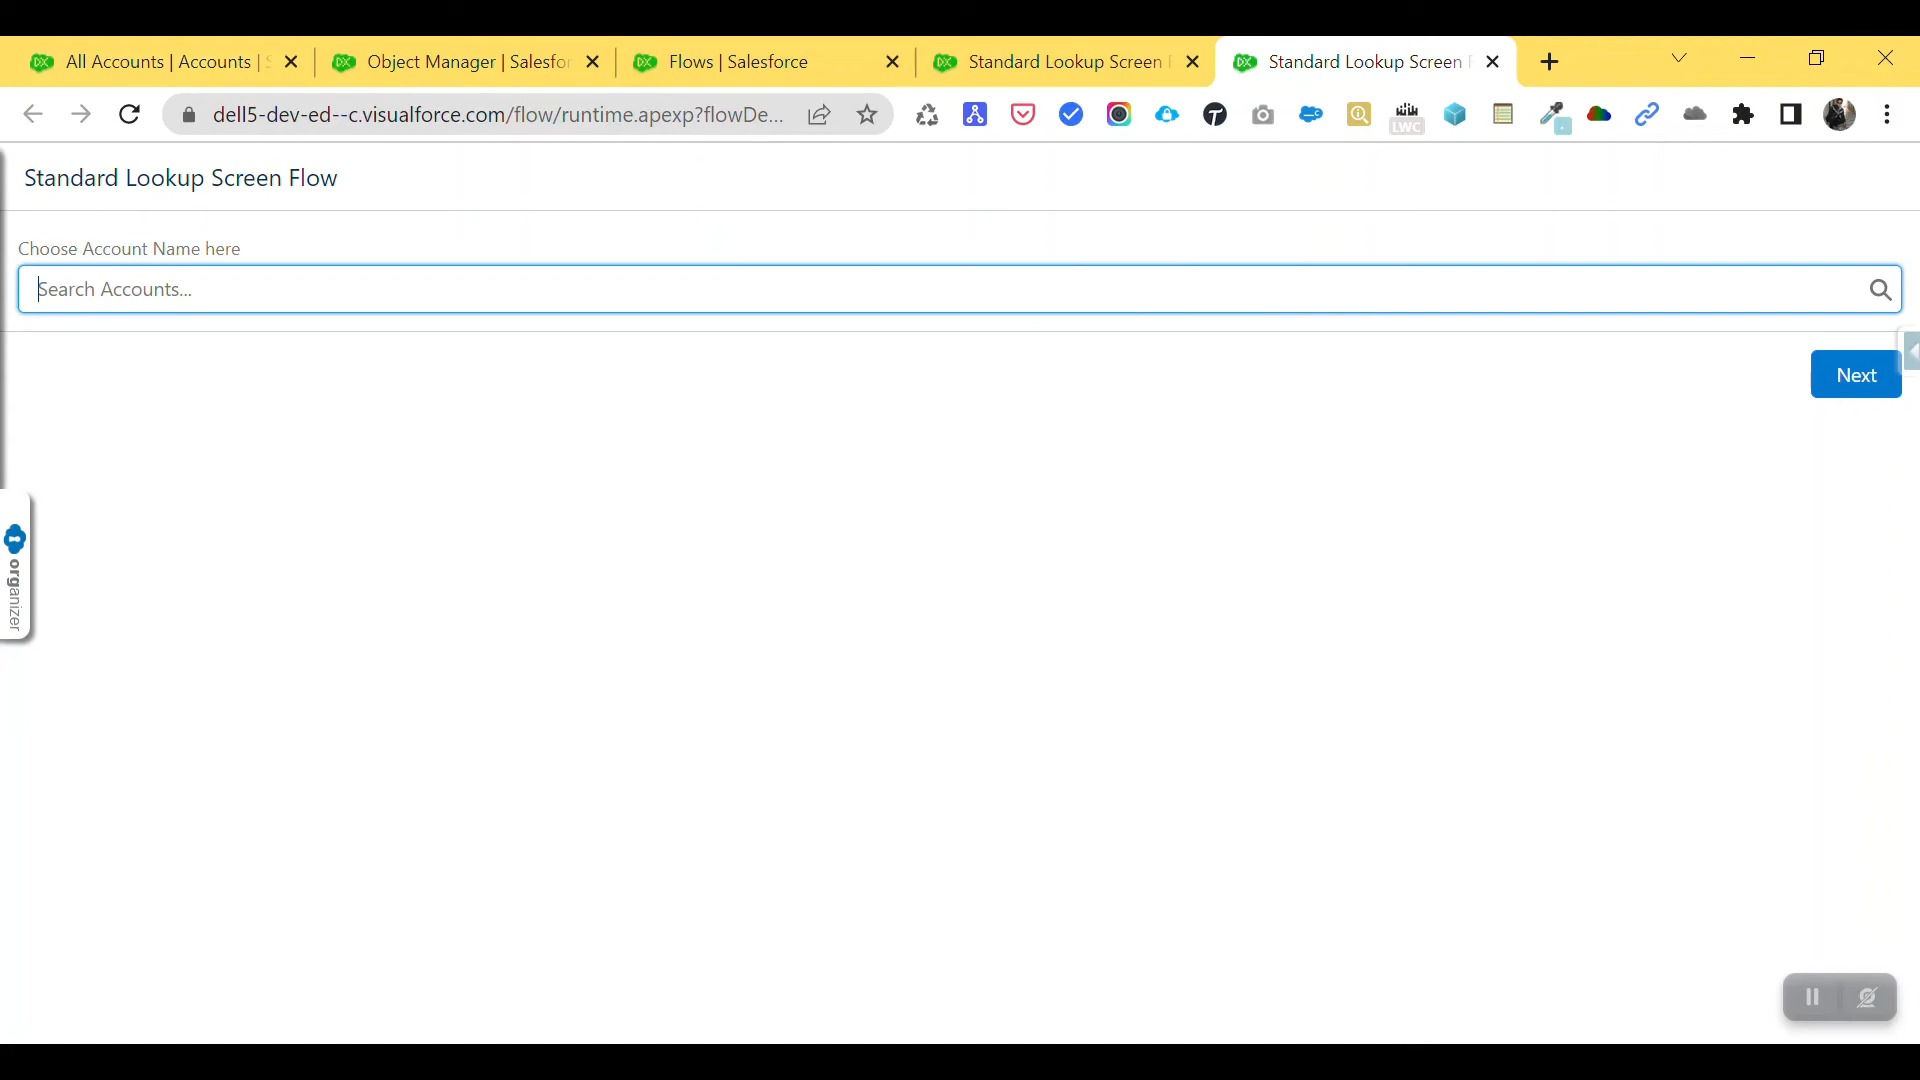 All Accounts | Accounts | S
Object Manager | Salesfor
Flows | Salesforce
Standard Lookup Screen F
Standard Lookup Screen F
dell5-dev-ed--c.visualforce.com/flow/runtime.apexp?flowDe...
LWC
Standard Lookup Screen Flow
Choose Account Name here
Search Accounts...
Next
organizer